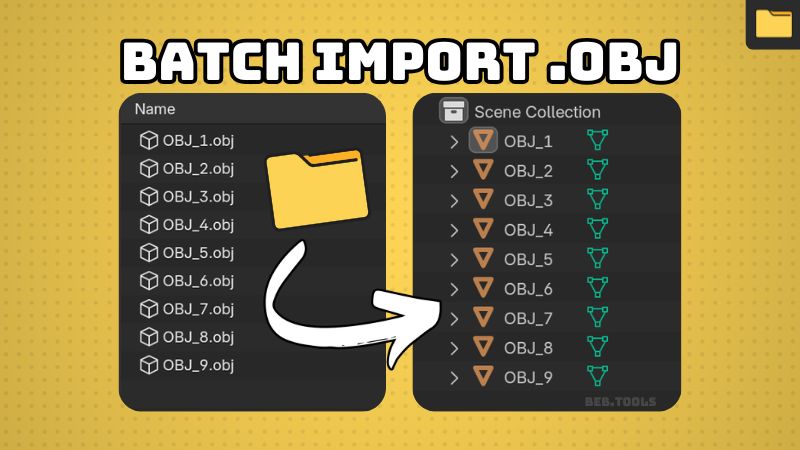 BATCH IMPORT .OBJ
Name
OBJ_1.obj
OBJ_2.obj
OBJ_3.obj
OBJ_4.obj
OBJ_5.obj
OBJ_6.obj
OBJ_7.obj
OBJ_8.obj
OBJ_9.obj
Scene Collection
OBJ_1
OBJ_2
OBJ_3
OBJ_4
OBJ_5
OBJ_6
OBJ_7
OBJ_8
OBJ_9
BEB.TOOLS